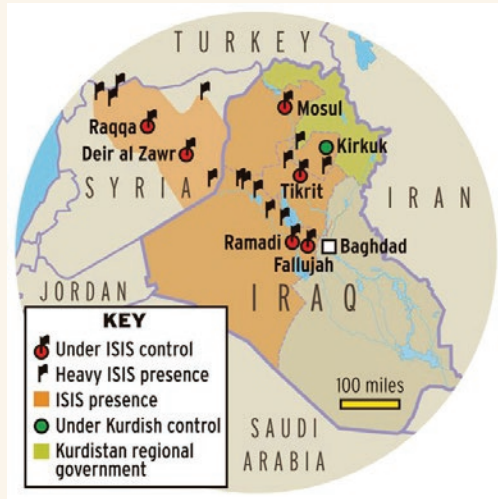 TURKEY
Mosul
Raqqa
Kirkuk
Deir al Zawr
SYRIA
Tikrit
IRAN
Ramadi
Baghdad
Fallujah
JORDAN
IRAQ
KEY
Under ISIS control
Heavy ISIS presence
ISIS presence
Under Kurdish control
Kurdistan regional
government
100 miles
SAUDI
ARABIA